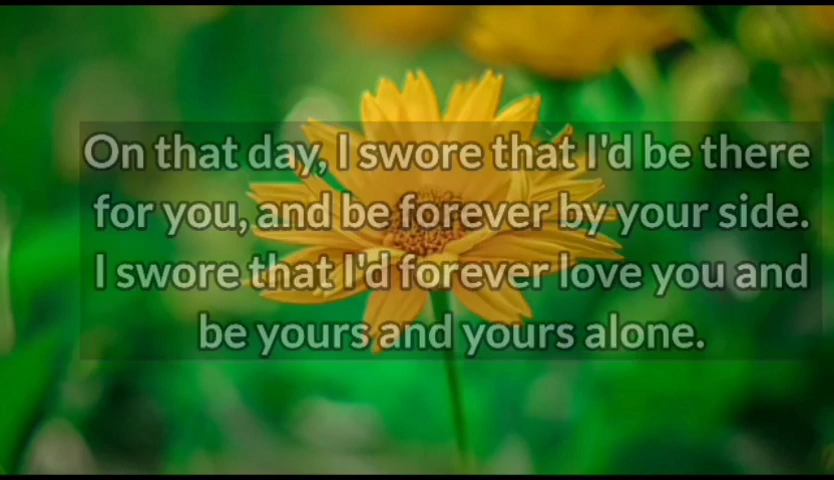 On that day, I swore that I'd be there
for you, and be forever by your side.
I swore that I'd forever love you and
be yours and yours alone.